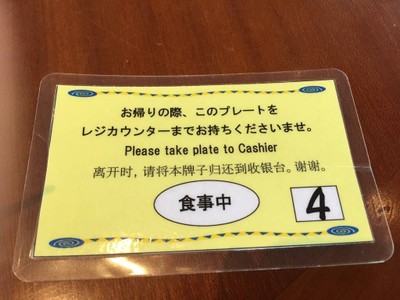 お帰りの際、このプレートを
レジカウンターまでお持ちくださいませ。
Please take plate to Cashier
离开时，请将本牌子归还到收银台。谢谢。
食事中
4